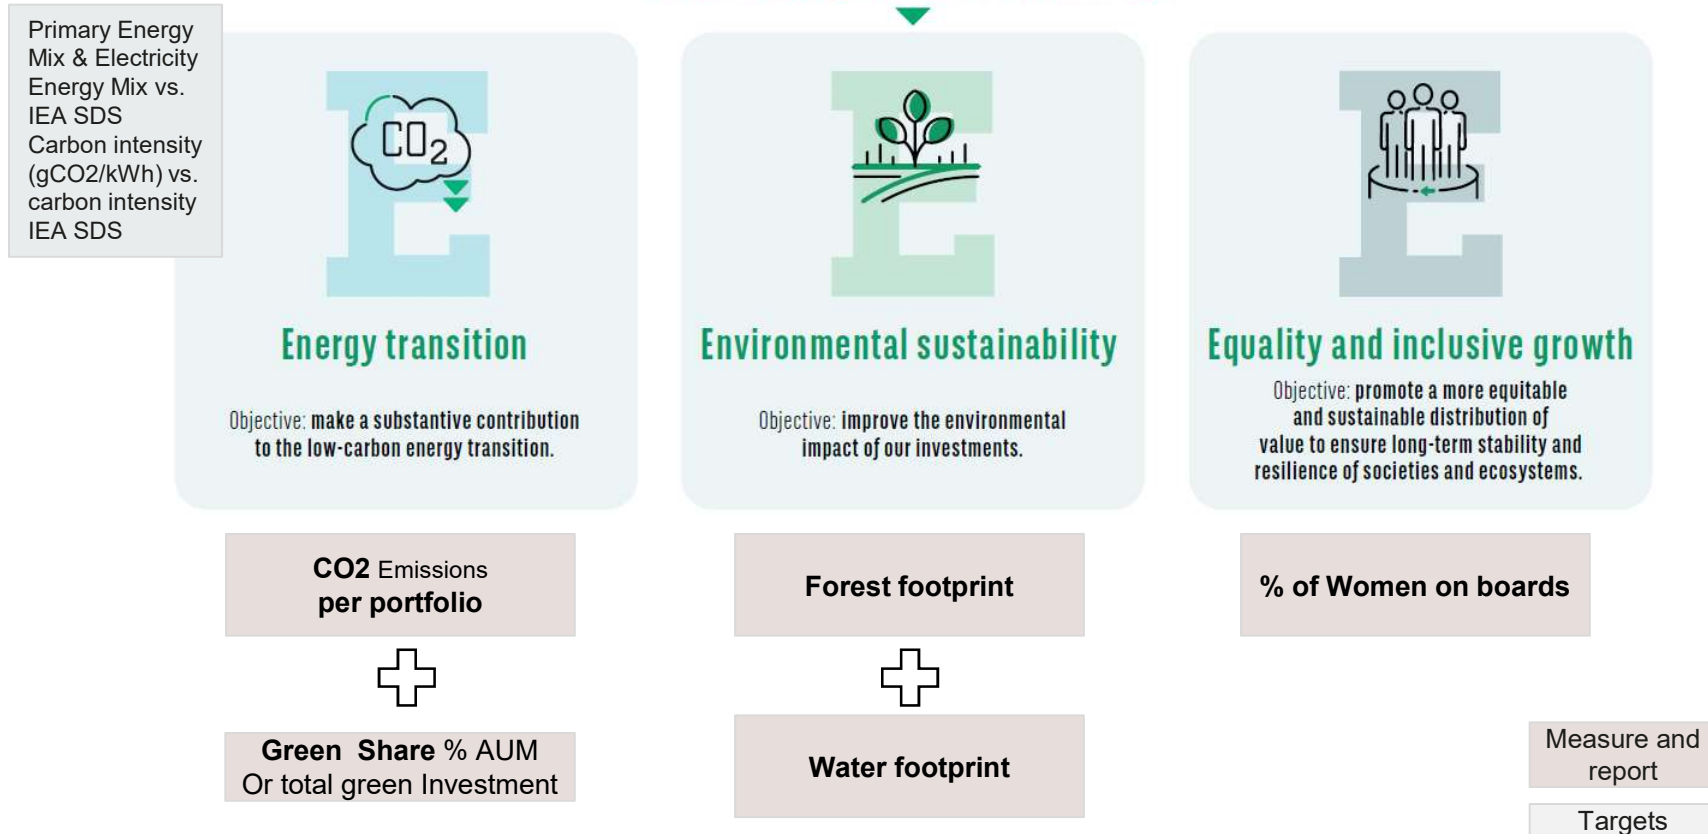 Primary Energy
Mix & Electricity
Energy Mix vs.
IEA SDS
Carbon intensity
(gCO2/kWh) vs.
carbon intensity
IEA SDS
CO2
Energy transition
Objective: make a substantive contribution
to the low-carbon energy transition.
Environmental sustainability
Objective: improve the environmental
impact of our investments.
Equality and inclusive growth
Objective: promote a more equitable
and sustainable distribution of
value to ensure long-term stability and
resilience of societies and ecosystems.
CO2 Emissions
per portfolio
Forest footprint
% of Women on boards
Green Share % AUM
Or total green Investment
Water footprint
Measure and
report
Targets